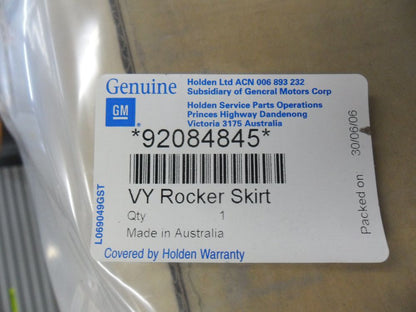 Genuine
GM
Holden Ltd ACN 006 893 232
Subsidiary of General Motors Corp
Holden Service Parts Operations
Princes Highway Dandenong
Victoria 3175 Australia
*92084845*
VY Rocker Skirt
Qty 1
Made in Australia
Covered by Holden Warranty
L069049GST
Packed on 30/06/06